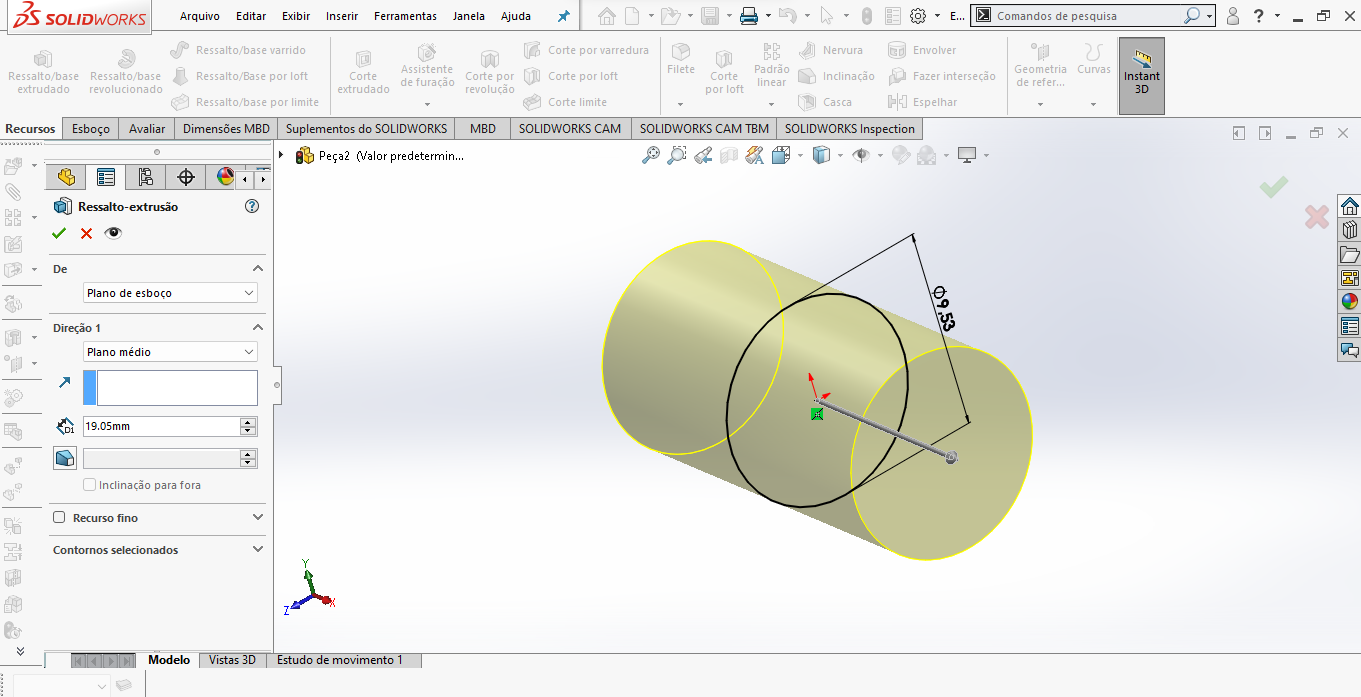 SOLIDWORKS
Arquivo Editar Exibir Inserir Ferramentas Janela Ajuda
E...
Comandos de pesquisa
?
Ressalto/base extrudado
Ressalto/base revolucionado
Ressalto/base varrido
Ressalto/Base por loft
Ressalto/base por limite
Corte extrudado
Assistente de furação
Corte por revolução
Corte por varredura
Corte por loft
Corte limite
Filete
Corte por loft
Padrão linear
Nervura
Inclinação
Casca
Envolver
Fazer interseção
Espelhar
Geometria de refer...
Curvas
Instant 3D
Recursos Esboço Avaliar Dimensões MBD Suplementos do SOLIDWORKS MBD SOLIDWORKS CAM SOLIDWORKS CAM TBM SOLIDWORKS Inspection
Peça2 (Valor predetermin...
Ressalto-extrusão
?
De
Plano de esboço
Direção 1
Plano médio
D1
19.05mm
Inclinação para fora
Recurso fino
Contornos selecionados
Ø9,53
Y
Z
X
Modelo Vistas 3D Estudo de movimento 1